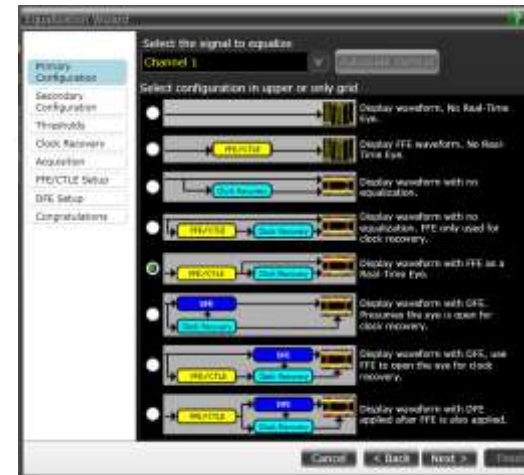 Equalization Wizard
Primary
Configuration
Secondary
Configuration
Thresholds
Clock Recovery
Acquisition
FFE/CTLE Setup
DFE Setup
Congratulations
Select the signal to equalize
Channel 1
Select configuration in upper or only grid
Display waveform, No Real-Time
Eye.
FFE/CTLE
Display FFE waveform, No Real-
Time Eye.
Clock Recovery
Display waveform with no
equalization.
FFE/CTLE
Clock Recovery
Display waveform with no
equalization. FFE only used for
clock recovery.
FFE/CTLE
Clock Recovery
Display waveform with FFE as a
Real-Time Eye.
DFE
Clock Recovery
Display waveform with DFE.
Presumes the eye is open for
clock recovery.
DFE
FFE/CTLE
Clock Recovery
Display waveform with DFE, use
FFE to open the eye for clock
recovery.
DFE
FFE/CTLE
Clock Recovery
Display waveform with DFE
applied after FFE is also applied.
Cancel
< Back
Next >